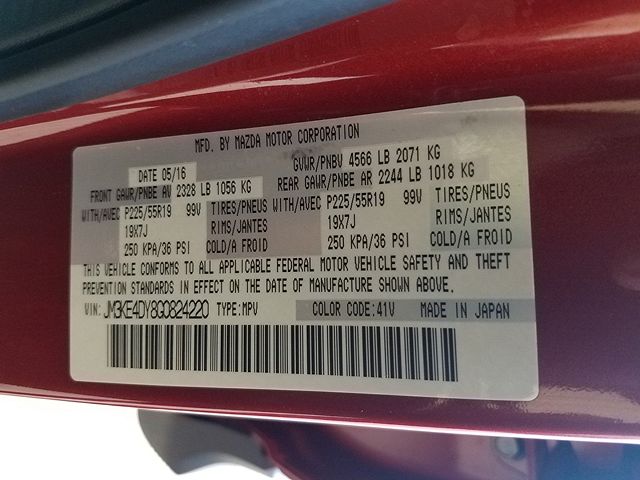 MFD. BY MAZDA MOTOR CORPORATION
DATE 05/16 GVWR/PNBV 4566 LB 2071 KG
FRONT GAWR/PNBE AV 2328 LB 1056 KG REAR GAWR/PNBE AR 2244 LB 1018 KG
WITH/AVEC P225/55R19 99V TIRES/PNEUS WITH/AVEC P225/55R19 99V TIRES/PNEUS
19X7J RIMS/JANTES 19X7J RIMS/JANTES
250 KPA/36 PSI COLD/A FROID 250 KPA/36 PSI COLD/A FROID
THIS VEHICLE CONFORMS TO ALL APPLICABLE FEDERAL MOTOR VEHICLE SAFETY AND THEFT
PREVENTION STANDARDS IN EFFECT ON THE DATE OF MANUFACTURE SHOWN ABOVE.
VIN: JM3KE4DY8G0824220 TYPE:MPV COLOR CODE:41V MADE IN JAPAN